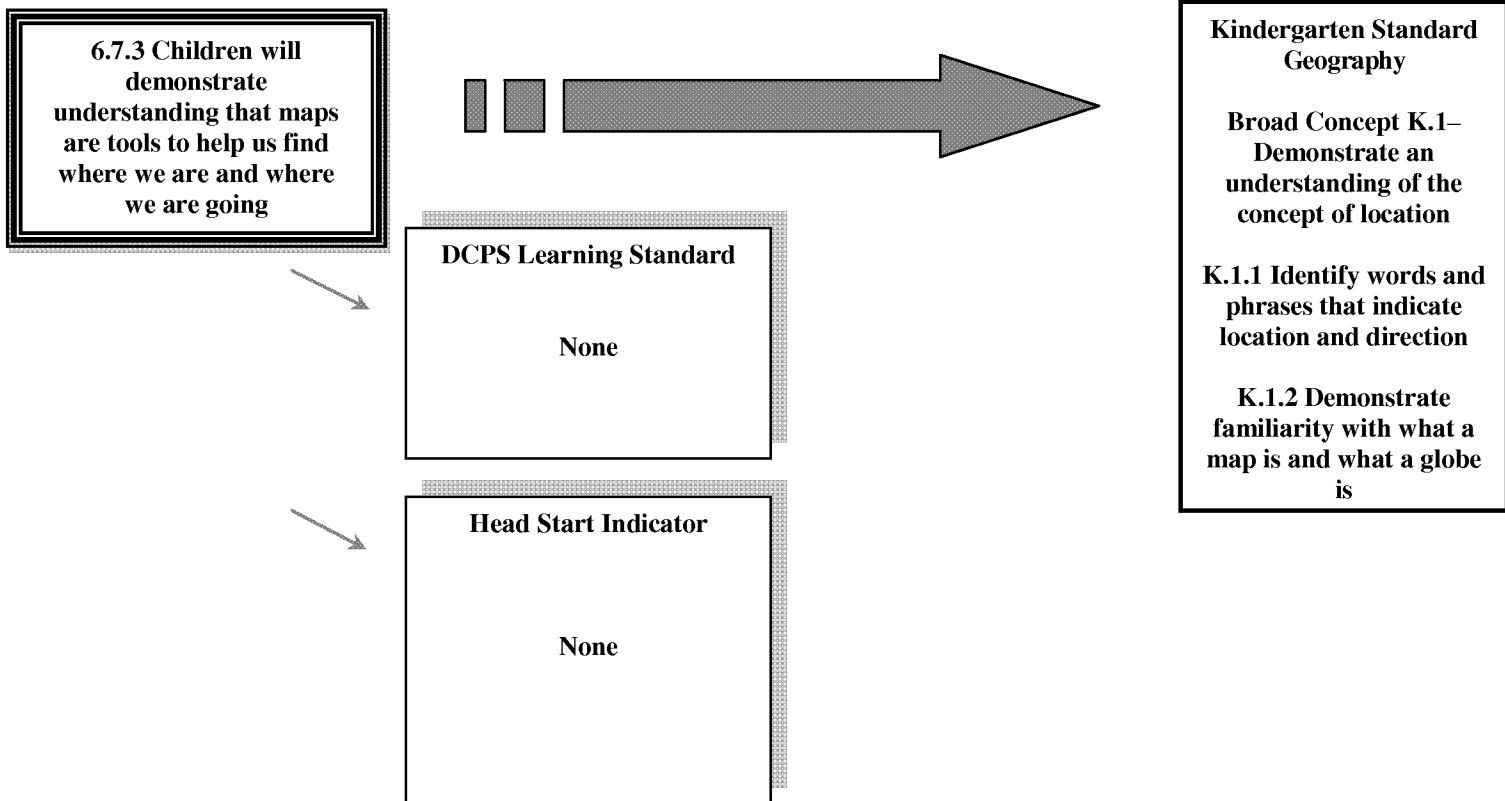 6.7.3 Children will
demonstrate
understanding that maps
are tools to help us find
where we are and where
we are going
DCPS Learning Standard
None
Head Start Indicator
None
Kindergarten Standard
Geography
Broad Concept K.1–
Demonstrate an
understanding of the
concept of location
K.1.1 Identify words and
phrases that indicate
location and direction
K.1.2 Demonstrate
familiarity with what a
map is and what a globe
is